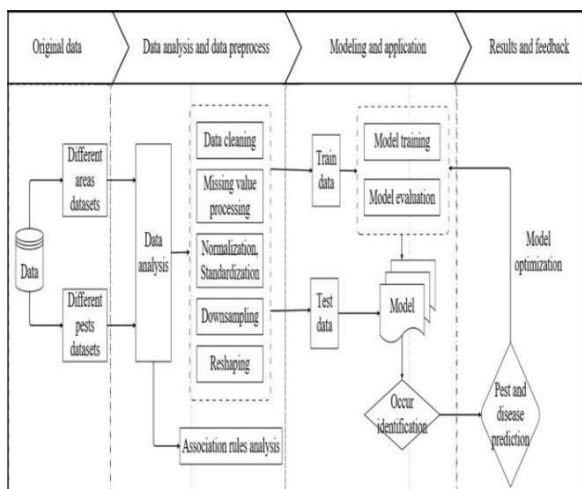 Original data
Data analysis and data preprocess
Modeling and application
Results and feedback
Data
Different
areas
datasets
Different
pests
datasets
Data
analysis
Data cleaning
Missing value
processing
Normalization,
Standardization
Downsampling
Reshaping
Association rules analysis
Train
data
Test
data
Model training
Model evaluation
Model
Occur
identification
Model
optimization
Pest and
disease
prediction